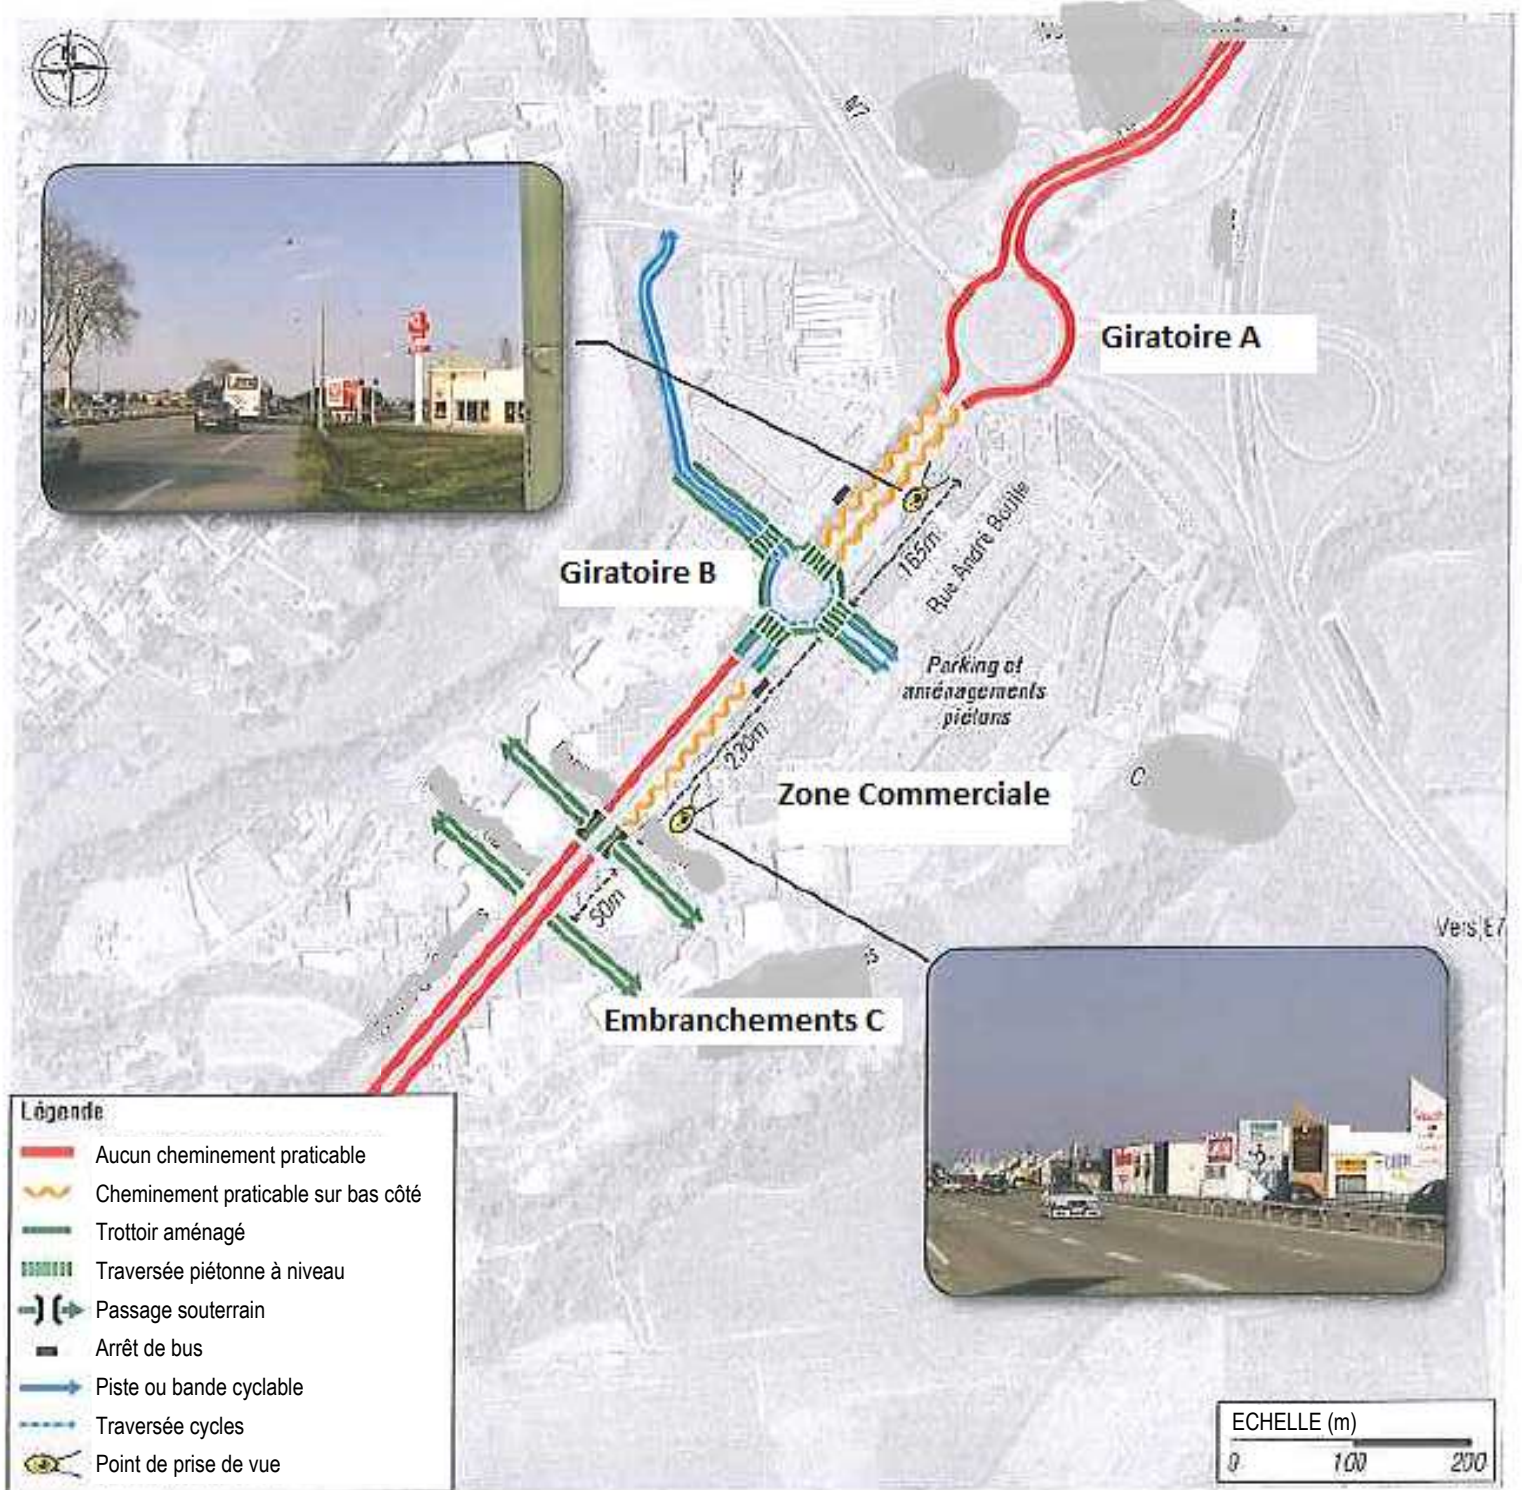 N
N7
Giratoire A
Giratoire B
165m
Rue André Boulle
Parking et
aménagements
piétons
230m
Zone Commerciale
C
50m
Vers E7
Embranchements C
Légende
Aucun cheminement praticable
Cheminement praticable sur bas côté
Trottoir aménagé
Traversée piétonne à niveau
Passage souterrain
Arrêt de bus
Piste ou bande cyclable
Traversée cycles
Point de prise de vue
ECHELLE (m)
0 100 200